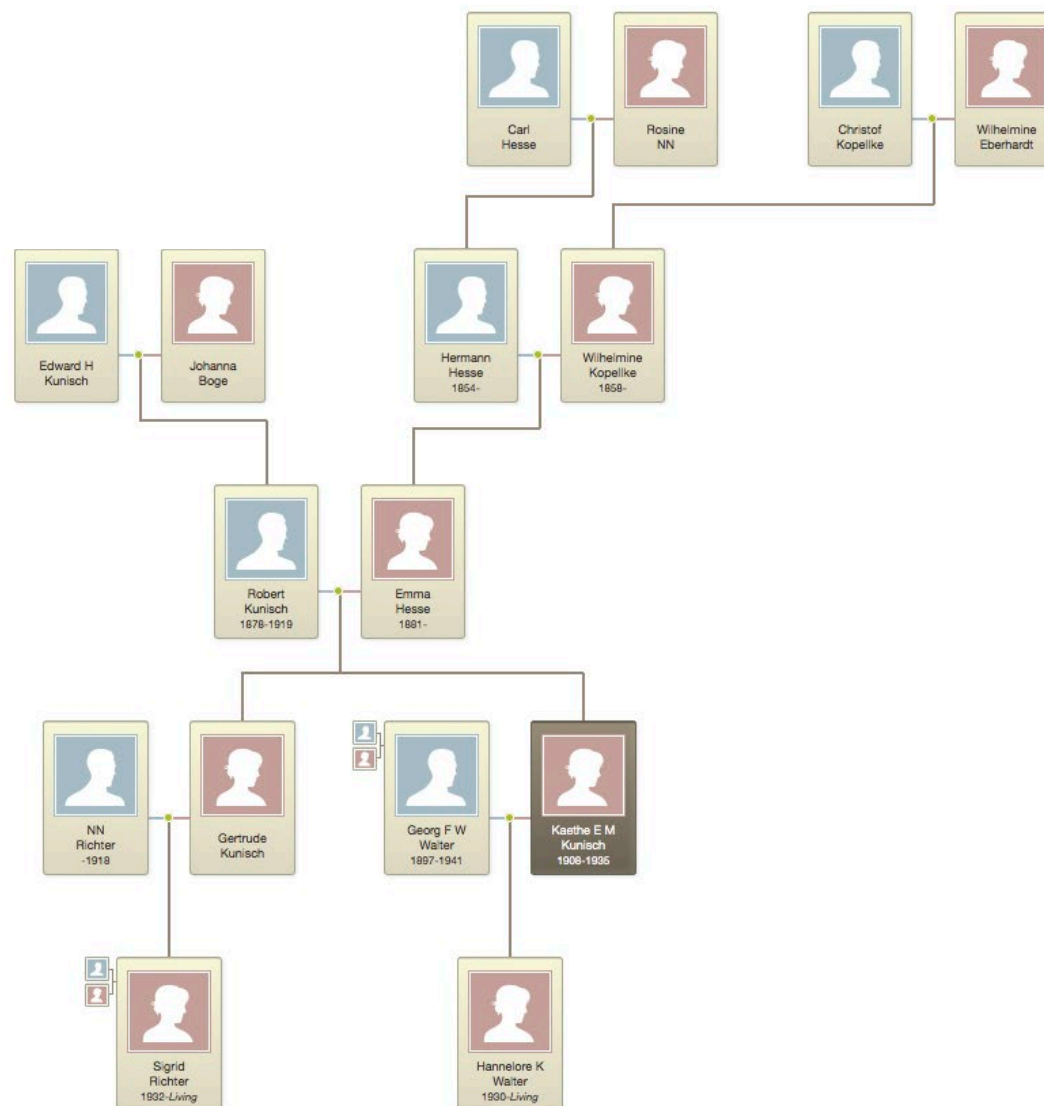 Carl
Hesse
Rosine
NN
Christof
Kopellke
Wilhelmine
Eberhardt
Edward H
Kunisch
Johanna
Boge
Hermann
Hesse
1854-
Wilhelmine
Kopellke
1858-
Robert
Kunisch
1878-1919
Emma
Hesse
1881-
NN
Richter
-1918
Gertrude
Kunisch
Georg F W
Walter
1897-1941
Kaethe E M
Kunisch
1908-1935
Sigrid
Richter
1932-Living
Hannelore K
Walter
1930-Living